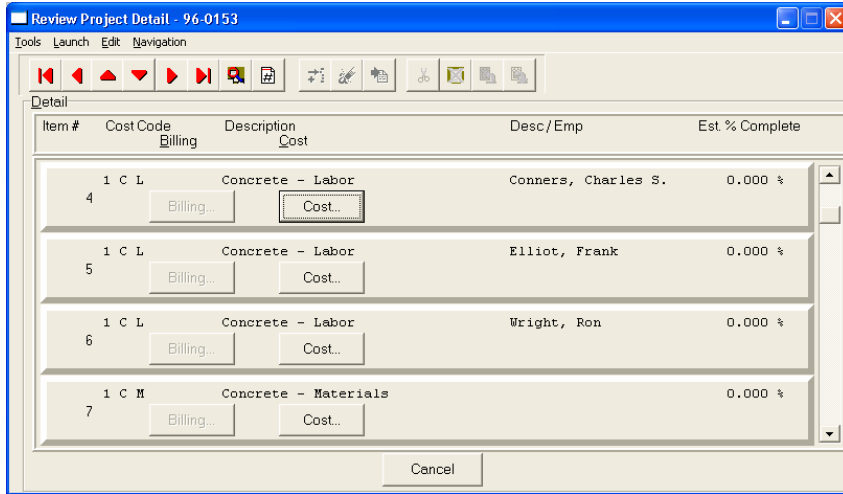 Review Project Detail - 96-0153
Tools Launch Edit Navigation
Detail
Item # Cost Code Description Desc / Emp Est. % Complete
Billing Cost
1 C L Concrete - Labor Conners, Charles S. 0.000 %
4 Billing... Cost...
1 C L Concrete - Labor Elliot, Frank 0.000 %
5 Billing... Cost...
1 C L Concrete - Labor Wright, Ron 0.000 %
6 Billing... Cost...
1 C M Concrete - Materials 0.000 %
7 Billing... Cost...
Cancel